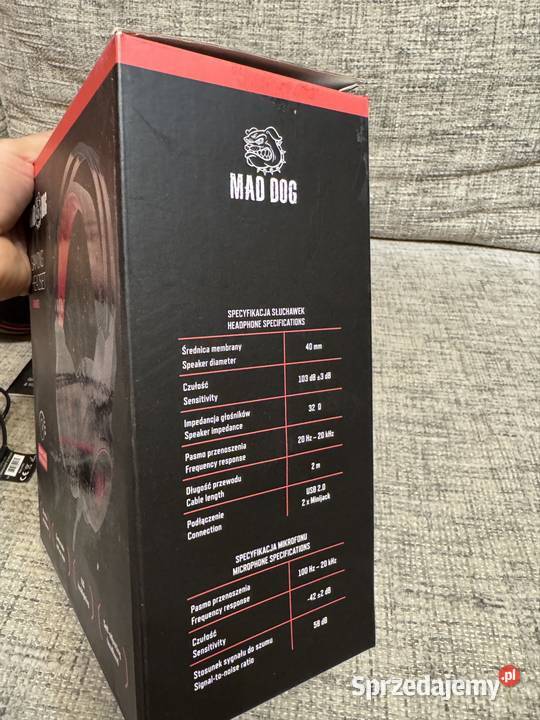 MAD DOG
SPECYFIKACJA SŁUCHAWEK
HEADPHONE SPECIFICATIONS
Średnica membrany
Speaker diameter
40 mm
Czułość
Sensitivity
103 dB ±3 dB
Impedancja głośników
Speaker impedance
32 Ω
Pasmo przenoszenia
Frequency response
20 Hz – 20 kHz
Długość przewodu
Cable length
2 m
Podłączenie
Connection
USB 2.0
2 x Minijack
SPECYFIKACJA MIKROFONU
MICROPHONE SPECIFICATIONS
Pasmo przenoszenia
Frequency response
100 Hz – 20 kHz
Czułość
Sensitivity
-42 ±2 dB
Stosunek sygnału do szumu
Signal-to-noise ratio
58 dB
Sprzedajemy.pl